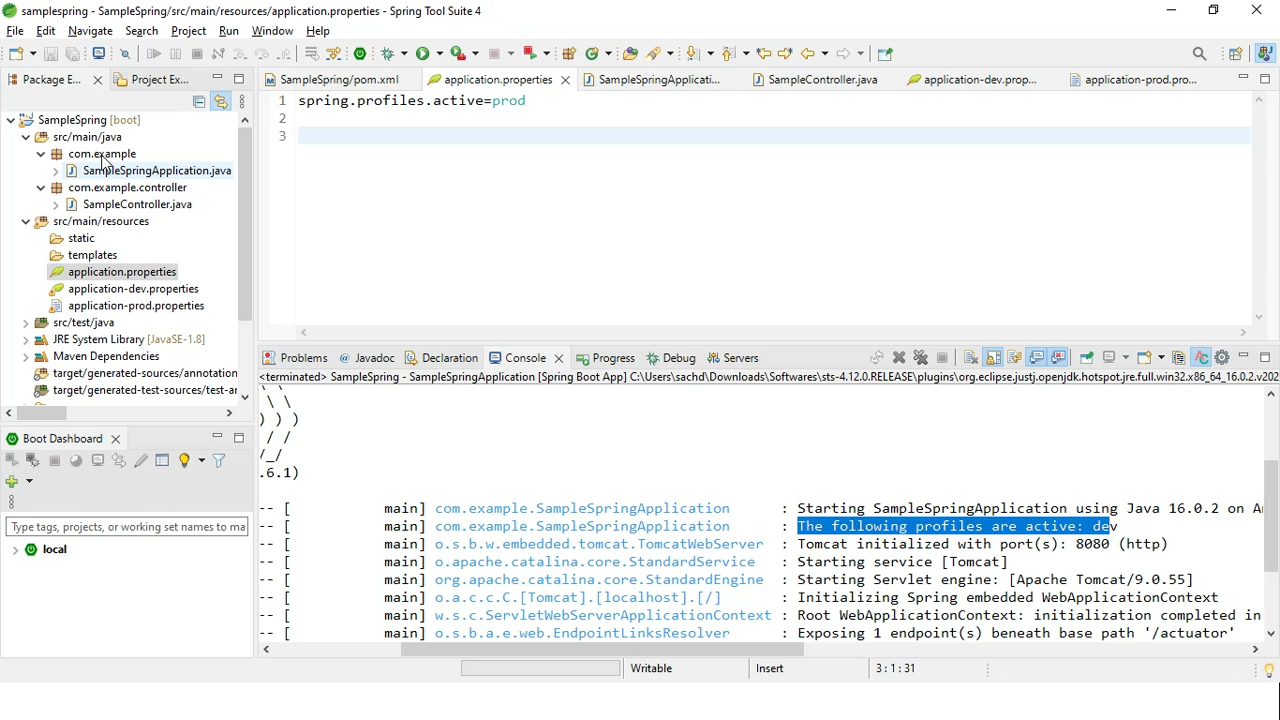 samplespring - SampleSpring/src/main/resources/application.properties - Spring Tool Suite 4
File Edit Navigate Search Project Run Window Help
Package E... Project Ex...
SampleSpring/pom.xml application.properties SampleSpringApplicati... SampleController.java application-dev.prop... application-prod.pro...
SampleSpring [boot]
src/main/java
com.example
SampleSpringApplication.java
com.example.controller
SampleController.java
src/main/resources
static
templates
application.properties
application-dev.properties
application-prod.properties
src/test/java
JRE System Library [JavaSE-1.8]
Maven Dependencies
target/generated-sources/annotation
target/generated-test-sources/test-ar
1 spring.profiles.active=prod
2
3
Boot Dashboard
Type tags, projects, or working set names to ma
local
Problems Javadoc Declaration Console Progress Debug Servers
<terminated> SampleSpring - SampleSpringApplication [Spring Boot App] C:\Users\sachd\Downloads\Softwares\sts-4.12.0.RELEASE\plugins\org.eclipse.justj.openjdk.hotspot.jre.full.win32.x86_64_16.0.2.v202
\ \
) ) )
/ /
/_/
.6.1)
-- [ main] com.example.SampleSpringApplication : Starting SampleSpringApplication using Java 16.0.2 on
-- [ main] com.example.SampleSpringApplication : The following profiles are active: dev
-- [ main] o.s.b.w.embedded.tomcat.TomcatWebServer : Tomcat initialized with port(s): 8080 (http)
-- [ main] o.apache.catalina.core.StandardService : Starting service [Tomcat]
-- [ main] org.apache.catalina.core.StandardEngine : Starting Servlet engine: [Apache Tomcat/9.0.55]
-- [ main] o.a.c.c.C.[Tomcat].[localhost].[/] : Initializing Spring embedded WebApplicationContext
-- [ main] w.s.c.ServletWebServerApplicationContext : Root WebApplicationContext: initialization completed in
-- [ main] o.s.b.a.e.web.EndpointLinksResolver : Exposing 1 endpoint(s) beneath base path '/actuator'
Writable Insert 3:1:31